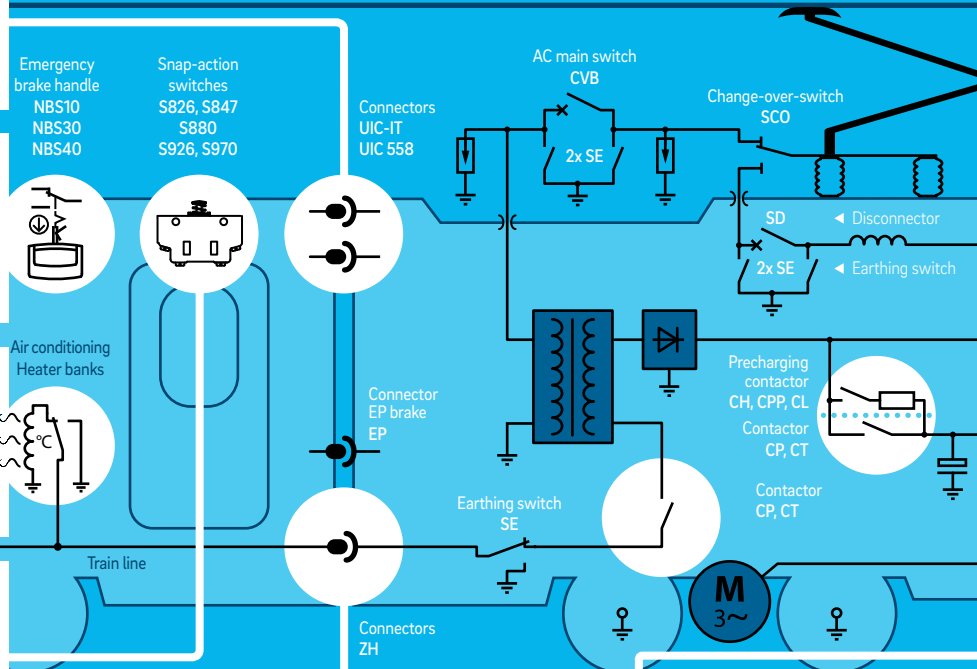 Emergency
brake handle
NBS10
NBS30
NBS40
Snap-action
switches
S826, S847
S880
S926, S970
Connectors
UIC-IT
UIC 558
AC main switch
CVB
2x SE
Change-over-switch
SCO
SD
Disconnector
2x SE
Earthing switch
Air conditioning
Heater banks
°C
Connector
EP brake
EP
Precharging
contactor
CH, CPP, CL
Contactor
CP, CT
Contactor
CP, CT
Earthing switch
SE
Train line
M
3~
Connectors
ZH